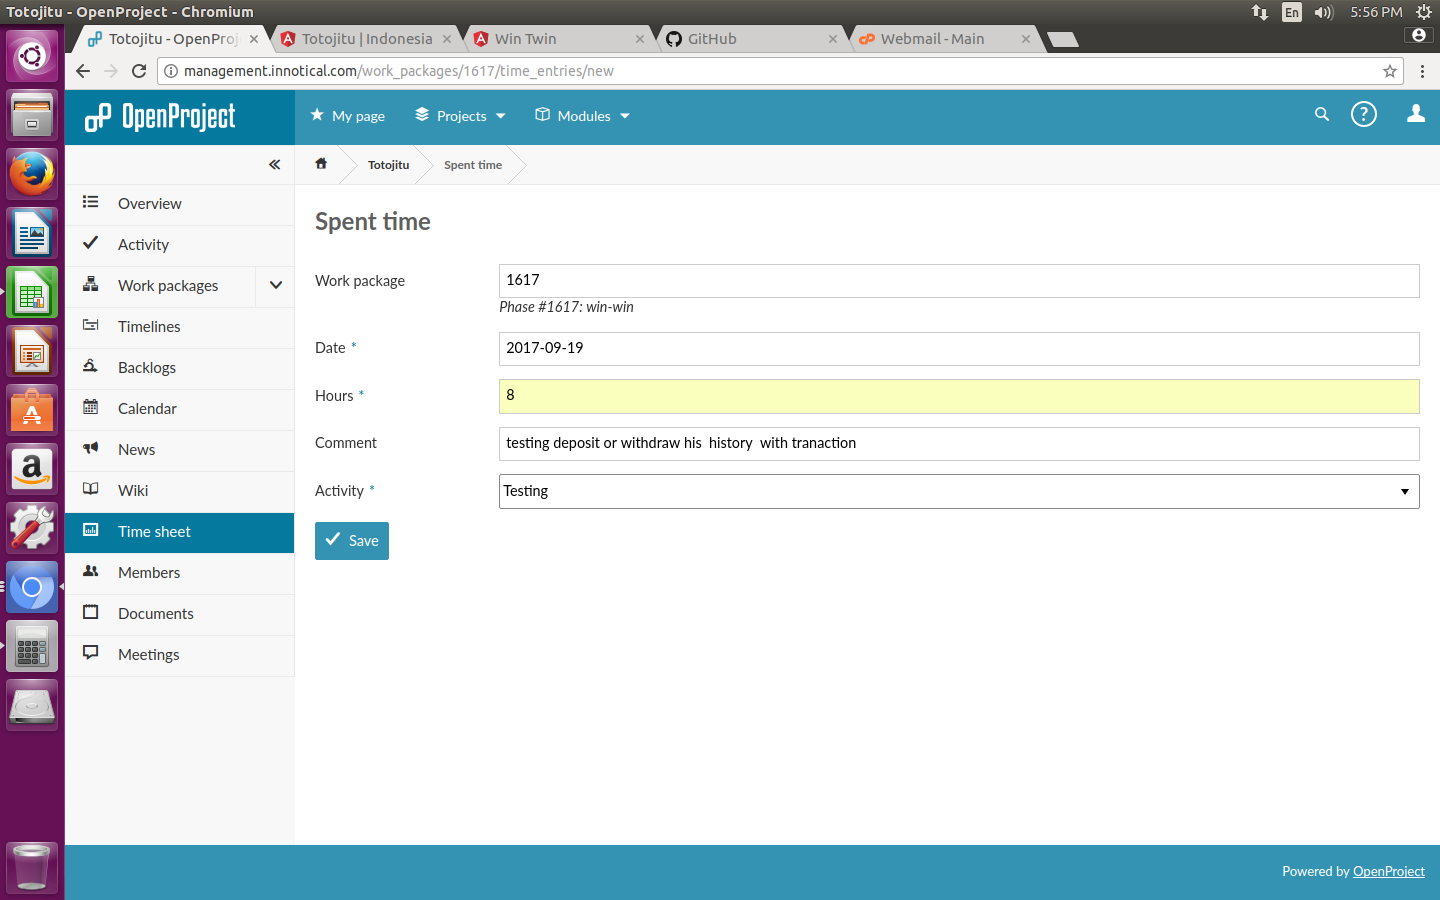 Totojitu - OpenProject - Chromium
En
5:56 PM
Totojitu - OpenProj
Totojitu | Indonesia
Win Twin
GitHub
Webmail - Main
management.innotical.com/work_packages/1617/time_entries/new
OpenProject
My page
Projects
Modules
?
Totojitu
Spent time
Overview
Activity
Work packages
Timelines
Backlogs
Calendar
News
Wiki
Time sheet
Members
Documents
Meetings
Spent time
Work package
1617
Phase #1617: win-win
Date *
2017-09-19
Hours *
8
Comment
testing deposit or withdraw his  history  with tranaction
Activity *
Testing
Save
Powered by OpenProject